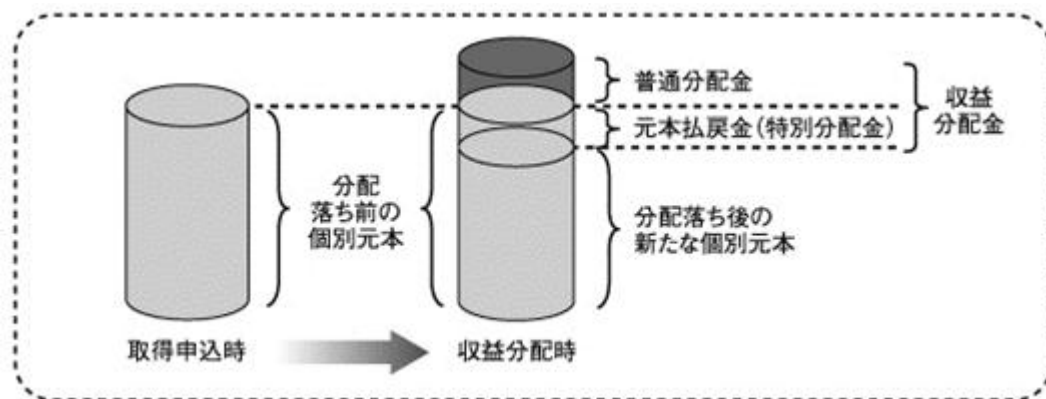 普通分配金
元本払戻金(特別分配金)
収益
分配金
分配
落ち前の
個別元本
分配落ち後の
新たな個別元本
取得申込時
収益分配時